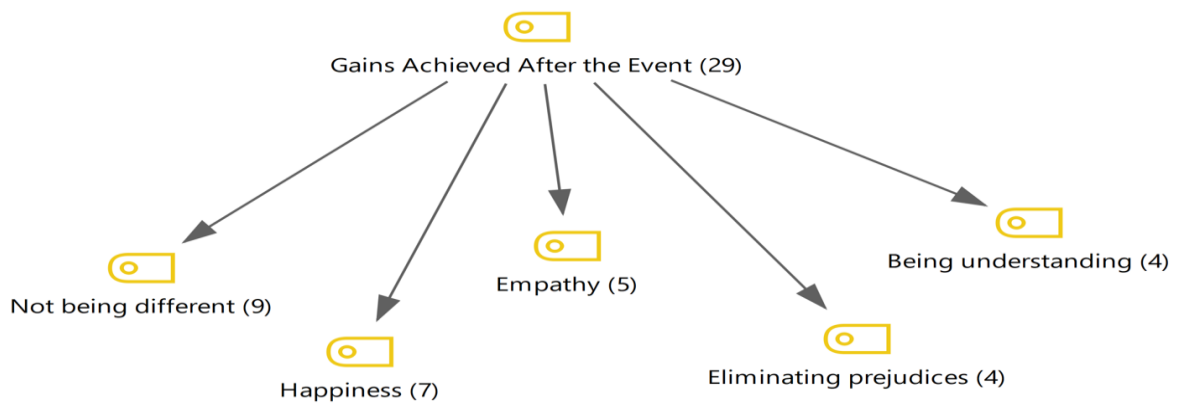 Gains Achieved After the Event (29)
Not being different (9)
Happiness (7)
Empathy (5)
Eliminating prejudices (4)
Being understanding (4)